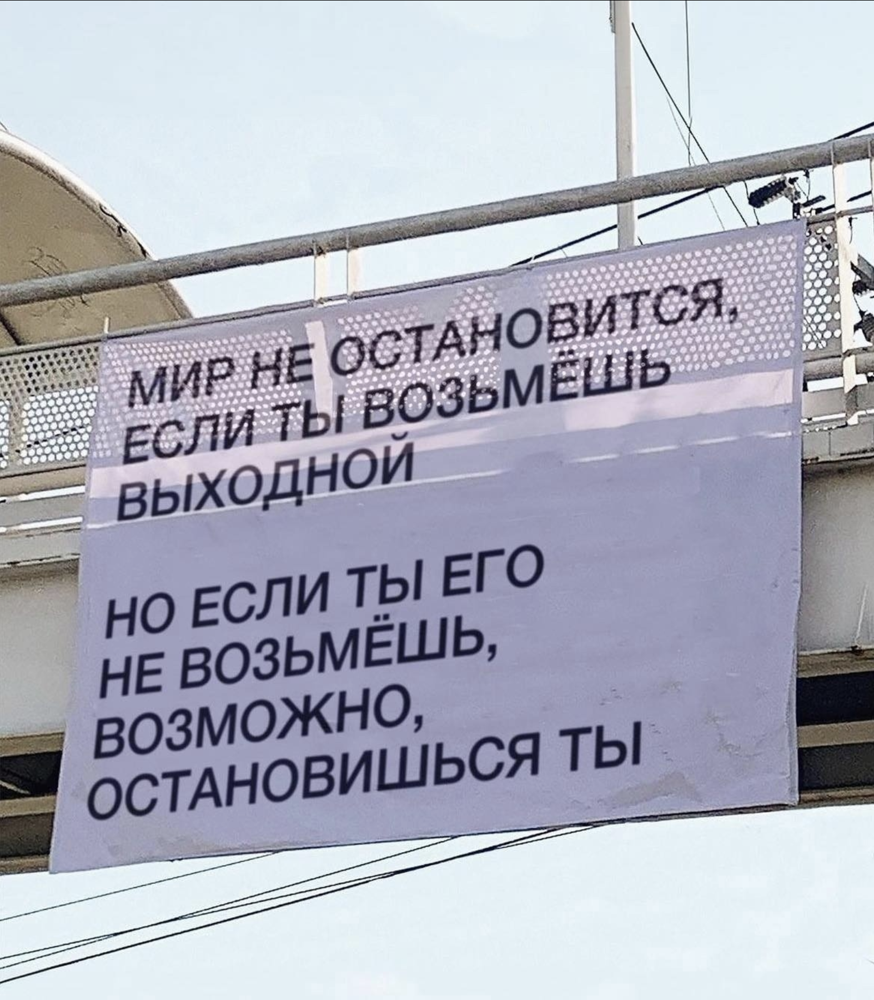 МИР НЕ ОСТАНОВИТСЯ,
ЕСЛИ ТЫ ВОЗЬМЁШЬ
ВЫХОДНОЙ
НО ЕСЛИ ТЫ ЕГО
НЕ ВОЗЬМЁШЬ,
ВОЗМОЖНО,
ОСТАНОВИШЬСЯ ТЫ